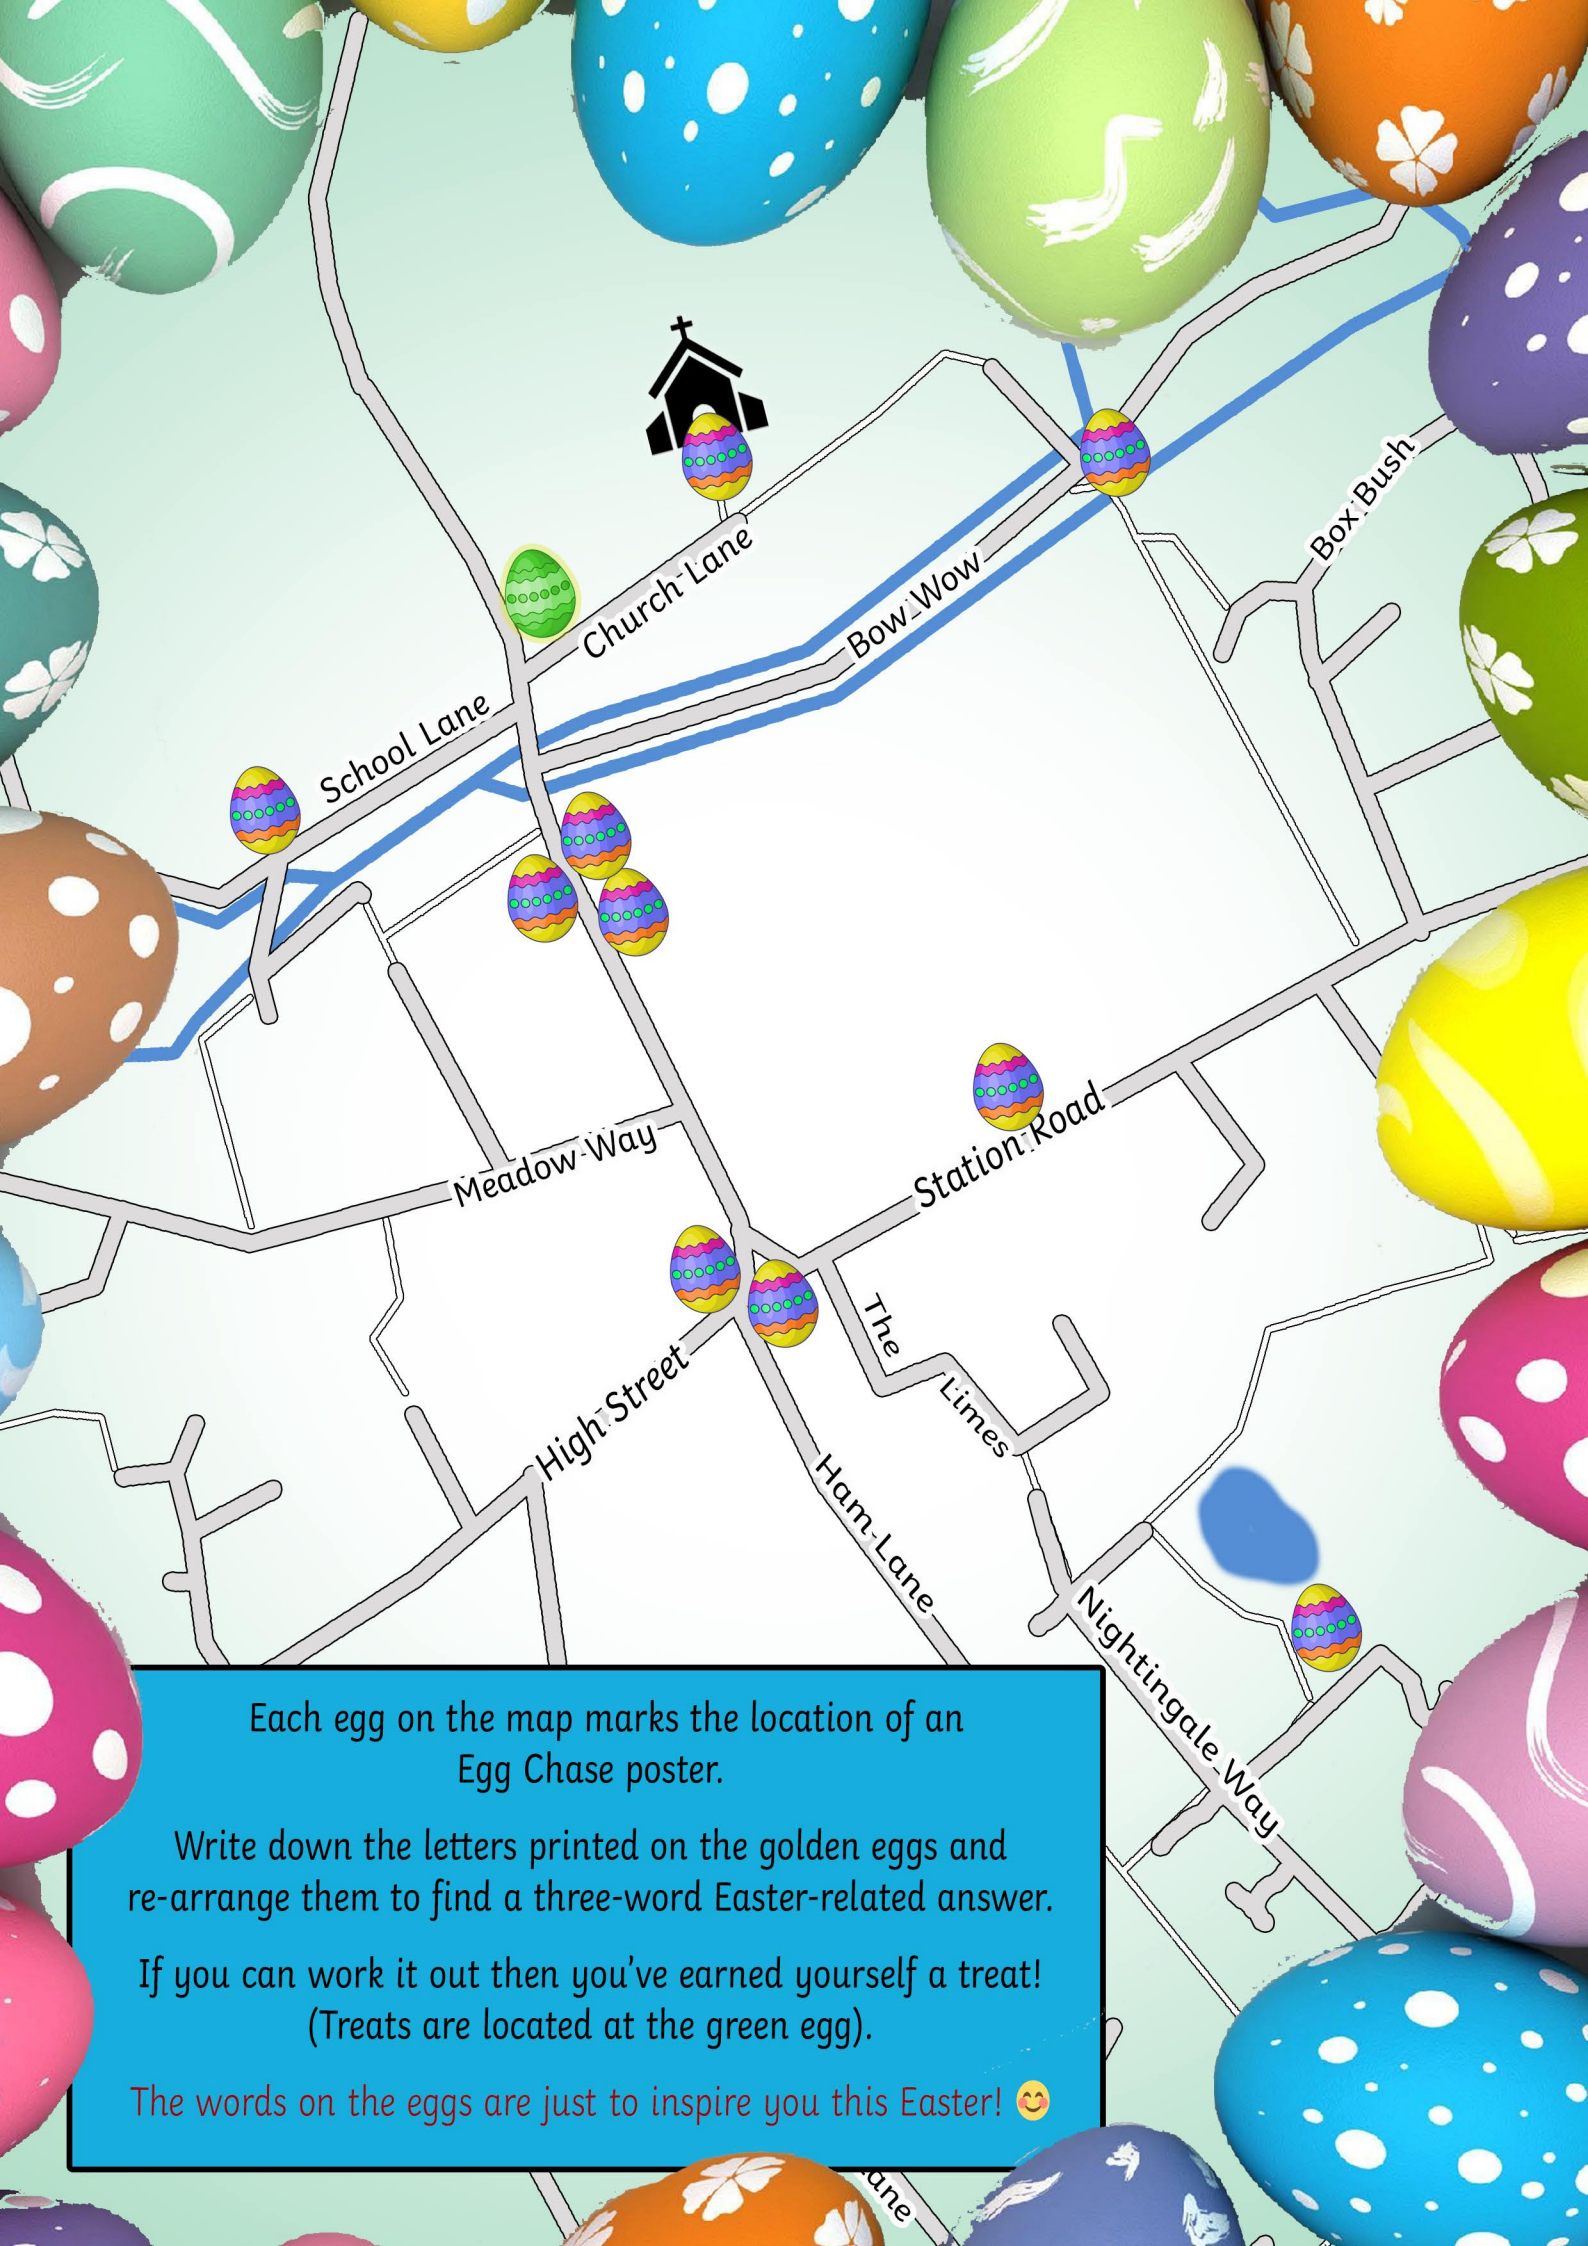 Church Lane
Bow Wow
Box Bush
School Lane
Meadow Way
Station Road
The
Limes
High Street
Ham Lane
Nightingale Way
Each egg on the map marks the location of an
Egg Chase poster.
Write down the letters printed on the golden eggs and
re-arrange them to find a three-word Easter-related answer.
If you can work it out then you've earned yourself a treat!
(Treats are located at the green egg).
The words on the eggs are just to inspire you this Easter! 😊